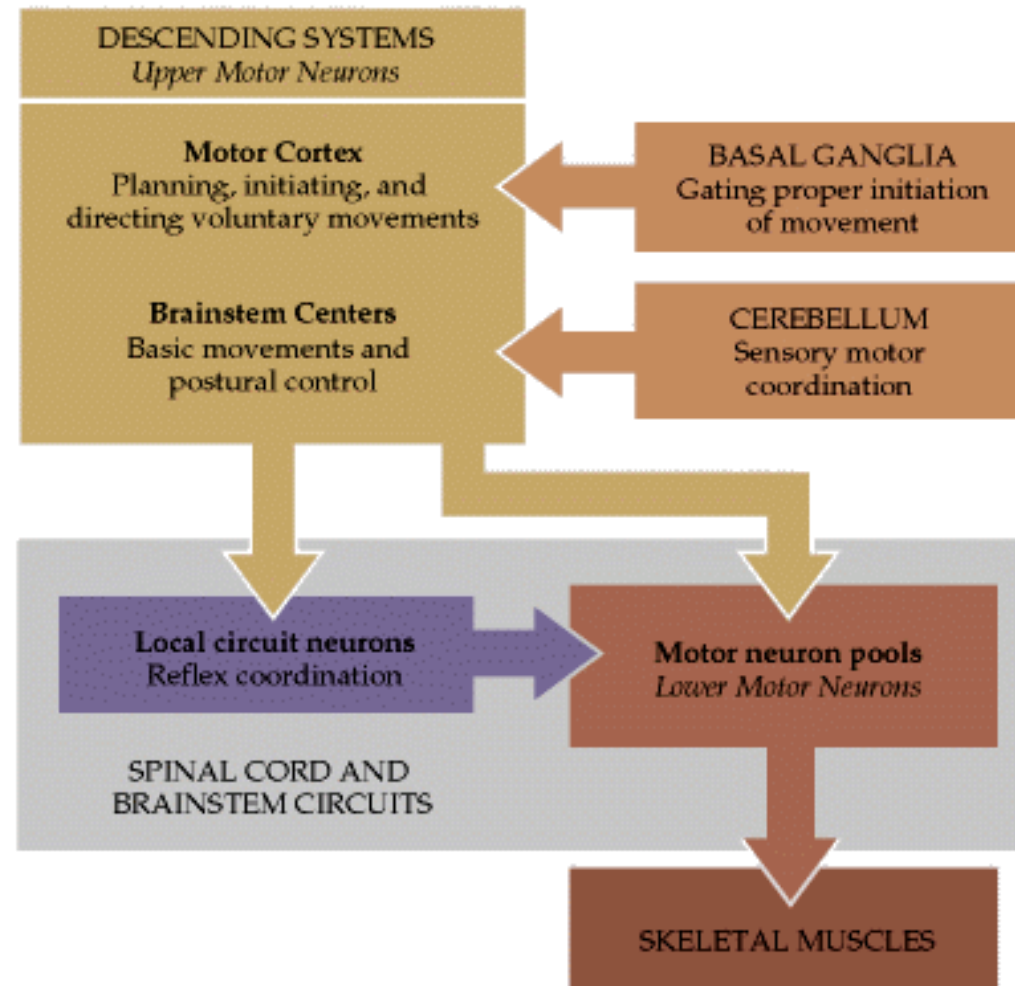 DESCENDING SYSTEMS
Upper Motor Neurons
Motor Cortex
Planning, initiating, and
directing voluntary movements
Brainstem Centers
Basic movements and
postural control
BASAL GANGLIA
Gating proper initiation
of movement
CEREBELLUM
Sensory motor
coordination
Local circuit neurons
Reflex coordination
Motor neuron pools
Lower Motor Neurons
SPINAL CORD AND
BRAINSTEM CIRCUITS
SKELETAL MUSCLES